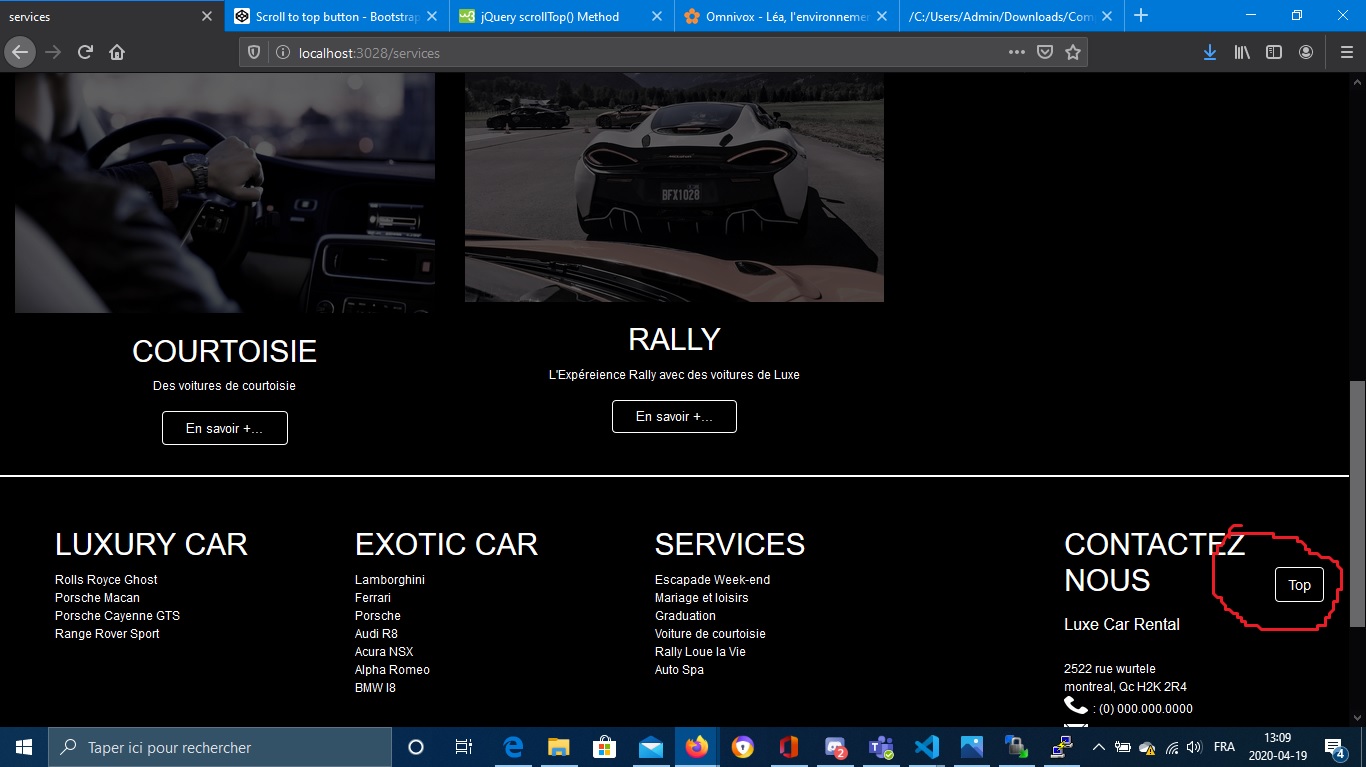 services
Scroll to top button - Bootstrap
jQuery scrollTop() Method
Omnivox - Léa, l'environnemen
/C:/Users/Admin/Downloads/Com
localhost:3028/services
BFX1028
COURTOISIE
Des voitures de courtoisie
En savoir +...
RALLY
L'Expéreience Rally avec des voitures de Luxe
En savoir +...
LUXURY CAR
Rolls Royce Ghost
Porsche Macan
Porsche Cayenne GTS
Range Rover Sport
EXOTIC CAR
Lamborghini
Ferrari
Porsche
Audi R8
Acura NSX
Alpha Romeo
BMW I8
SERVICES
Escapade Week-end
Mariage et loisirs
Graduation
Voiture de courtoisie
Rally Loue la Vie
Auto Spa
CONTACTEZ
NOUS
Top
Luxe Car Rental
2522 rue wurtele
montreal, Qc H2K 2R4
: (0) 000.000.0000
Taper ici pour rechercher
2
FRA
13:09
2020-04-19
4